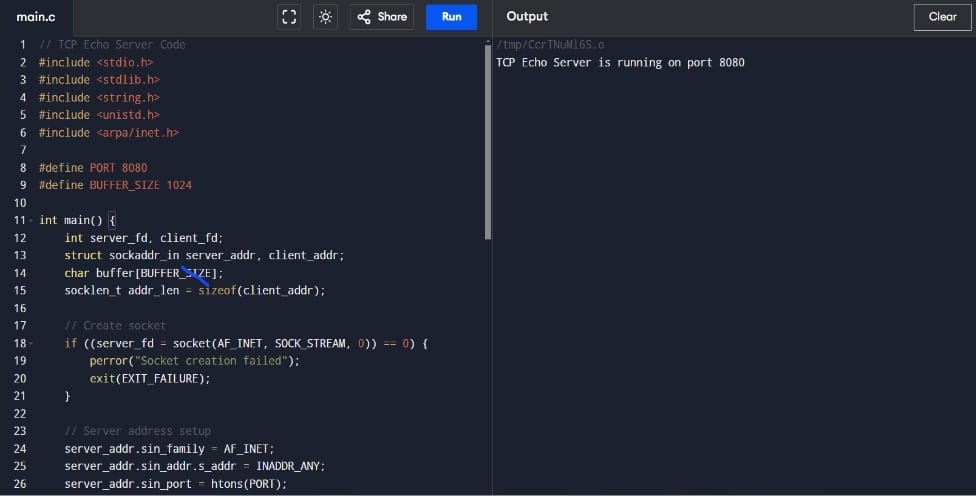 main.c
Share
Run
Output
Clear
1 // TCP Echo Server Code
2 #include <stdio.h>
3 #include <stdlib.h>
4 #include <string.h>
5 #include <unistd.h>
6 #include <arpa/inet.h>
7
8 #define PORT 8080
9 #define BUFFER_SIZE 1024
10
11 int main() {
12 int server_fd, client_fd;
13 struct sockaddr_in server_addr, client_addr;
14 char buffer[BUFFER_SIZE];
15 socklen_t addr_len = sizeof(client_addr);
16
17 // Create socket
18 if ((server_fd = socket(AF_INET, SOCK_STREAM, 0)) == 0) {
19 perror("Socket creation failed");
20 exit(EXIT_FAILURE);
21 }
22
23 // Server address setup
24 server_addr.sin_family = AF_INET;
25 server_addr.sin_addr.s_addr = INADDR_ANY;
26 server_addr.sin_port = htons(PORT);
/tmp/CcrTNuMl6S.o
TCP Echo Server is running on port 8080